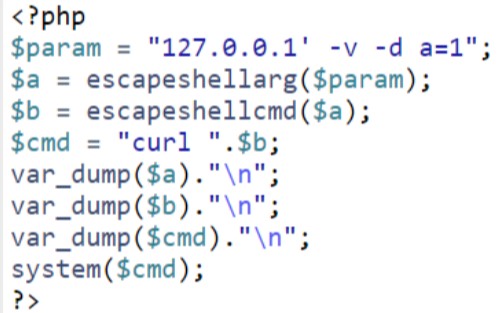 <?php
$param = "127.0.0.1' -v -d a=1";
$a = escapeshellarg($param);
$b = escapeshellcmd($a);
$cmd = "curl ".$b;
var_dump($a)."\n";
var_dump($b)."\n";
var_dump($cmd)."\n";
system($cmd);
?>